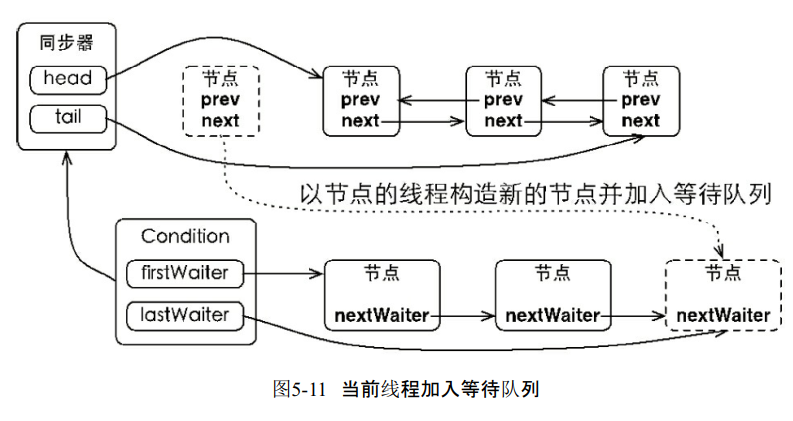 同步器
head
tail
节点
prev
next
节点
prev
next
节点
prev
next
节点
prev
next
以节点的线程构造新的节点并加入等待队列
Condition
firstWaiter
lastWaiter
节点
nextWaiter
节点
nextWaiter
节点
nextWaiter
图5-11 当前线程加入等待队列